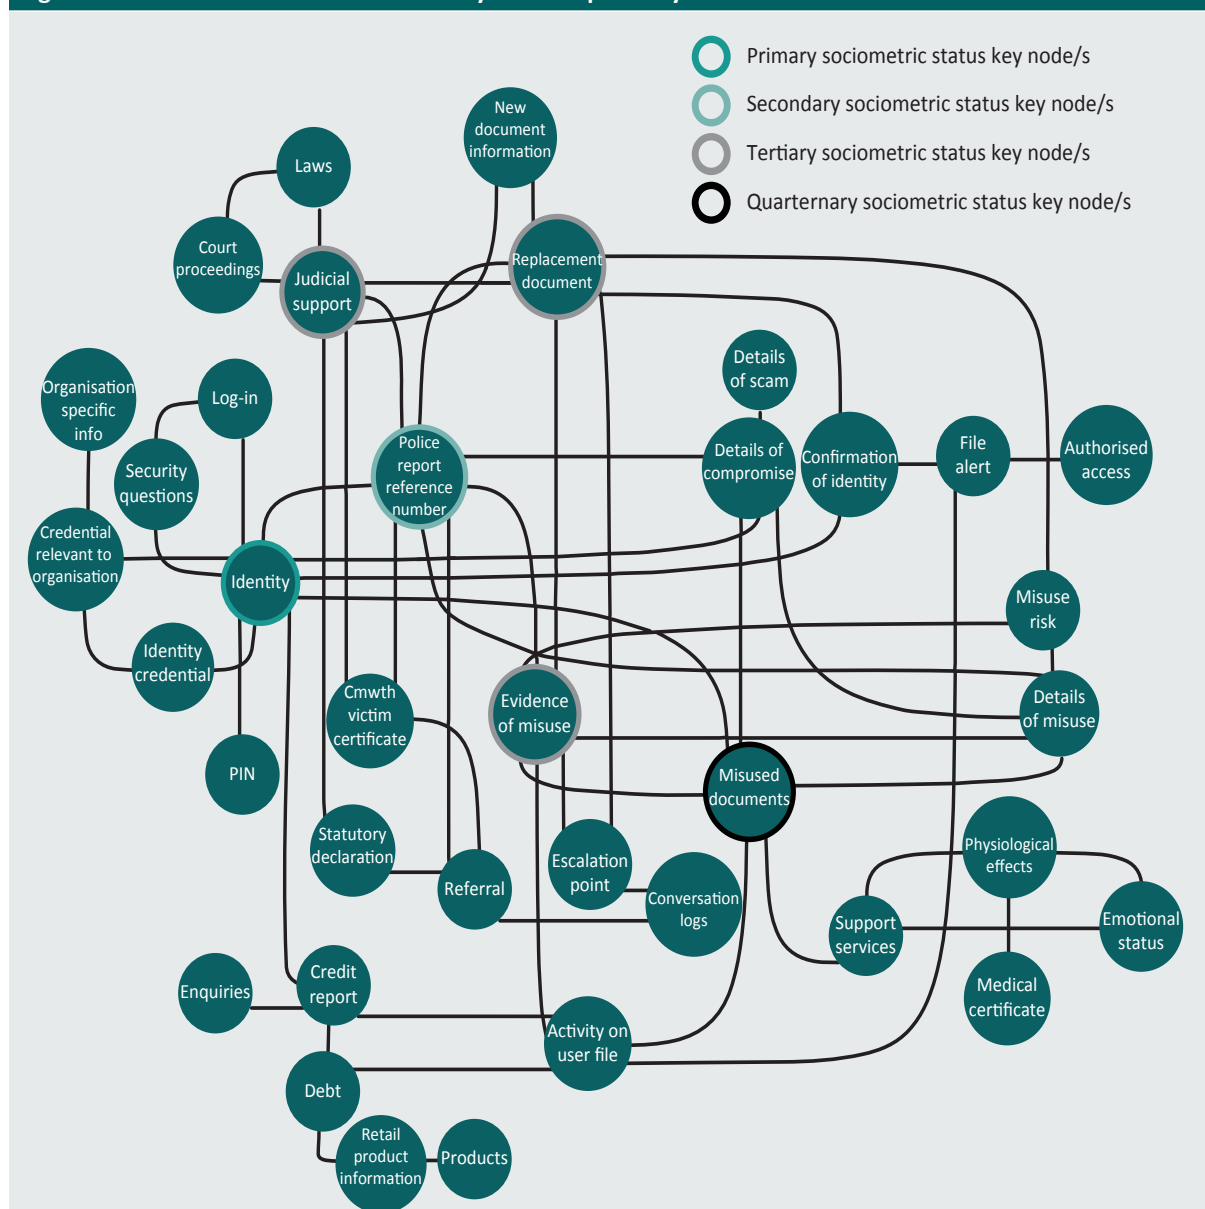 Primary sociometric status key node/s
Secondary sociometric status key node/s
Tertiary sociometric status key node/s
Quarternary sociometric status key node/s
New
document
information
Laws
Court
proceedings
Judicial
support
Replacement
document
Details
of scam
Organisation
specific
info
Log-in
Police
report
reference
number
Details of
compromise
Confirmation
of identity
File
alert
Authorised
access
Security
questions
Credential
relevant to
organisation
Identity
Misuse
risk
Identity
credential
Cmwth
victim
certificate
Evidence
of misuse
Details
of misuse
PIN
Misused
documents
Statutory
declaration
Referral
Escalation
point
Conversation
logs
Physiological
effects
Support
services
Emotional
status
Enquiries
Credit
report
Medical
certificate
Activity on
user file
Debt
Retail
product
information
Products